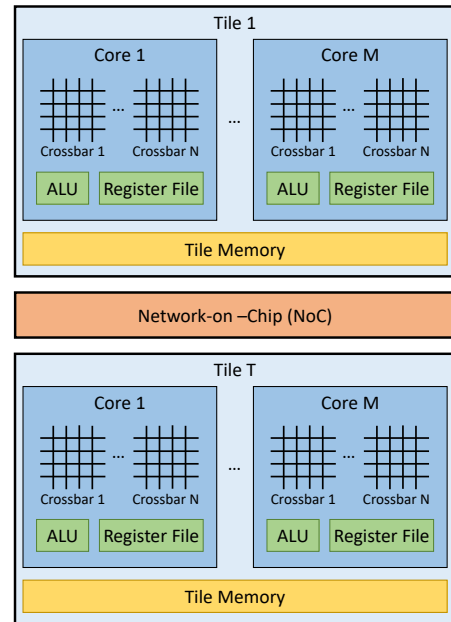 Tile 1
Core 1 Core M
... ...
...
Crossbar 1 Crossbar N Crossbar 1 Crossbar N
ALU Register File ALU Register File
Tile Memory
Network-on –Chip (NoC)
Tile T
Core 1 Core M
... ...
...
Crossbar 1 Crossbar N Crossbar 1 Crossbar N
ALU Register File ALU Register File
Tile Memory